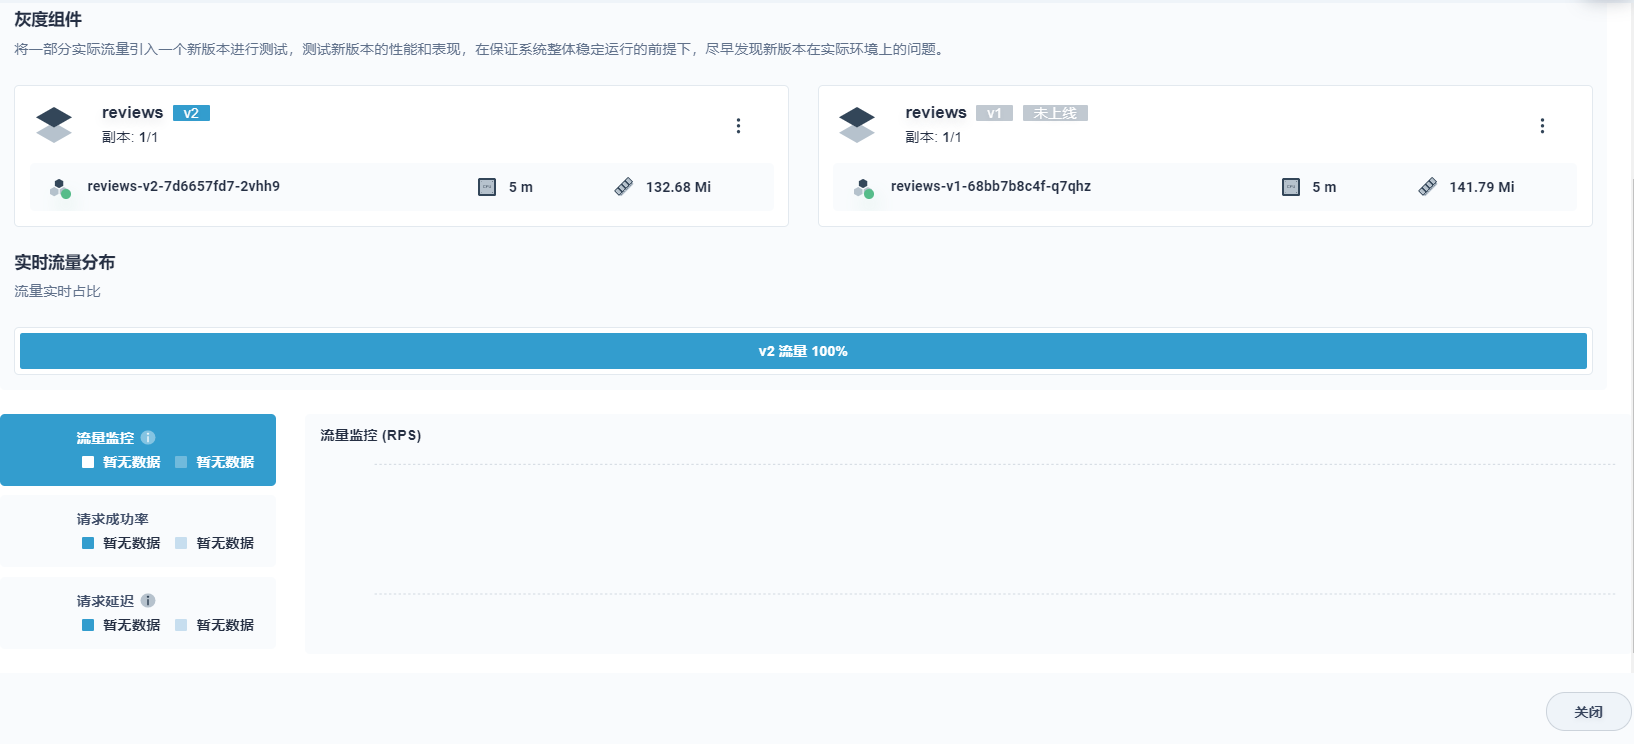 灰度组件
将一部分实际流量引入一个新版本进行测试，测试新版本的性能和表现，在保证系统整体稳定运行的前提下，尽早发现新版本在实际环境上的问题。
reviews v2
副本: 1/1
reviews-v2-7d6657fd7-2vhh9 5 m 132.68 Mi
reviews v1 未上线
副本: 1/1
reviews-v1-68bb7b8c4f-q7qhz 5 m 141.79 Mi
实时流量分布
流量实时占比
v2 流量 100%
流量监控
暂无数据 暂无数据
请求成功率
暂无数据 暂无数据
请求延迟
暂无数据 暂无数据
流量监控 (RPS)
关闭